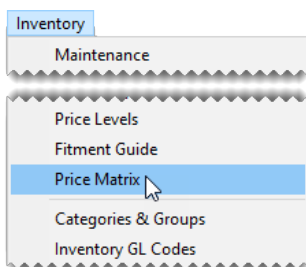 Inventory
Maintenance
Price Levels
Fitment Guide
Price Matrix
Categories & Groups
Inventory GL Codes